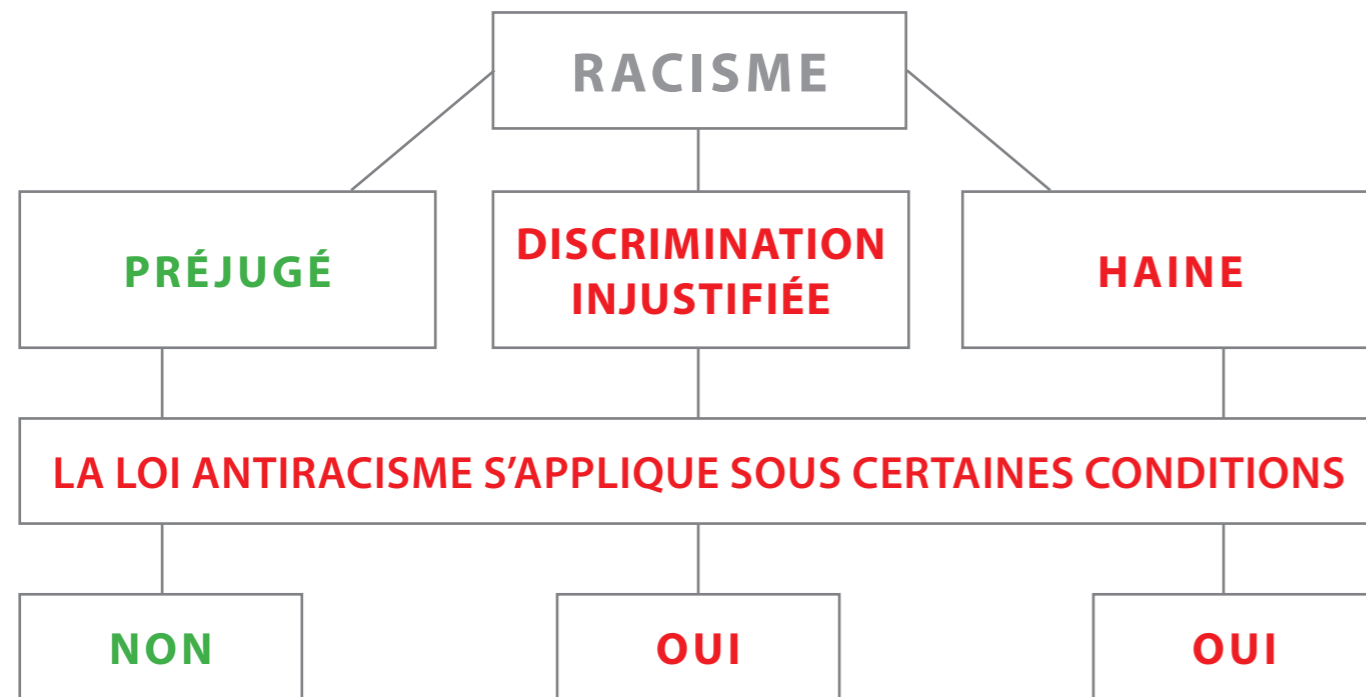 RACISME
PRÉJUGÉ
DISCRIMINATION
INJUSTIFIÉE
HAINE
LA LOI ANTIRACISME S’APPLIQUE SOUS CERTAINES CONDITIONS
NON
OUI
OUI